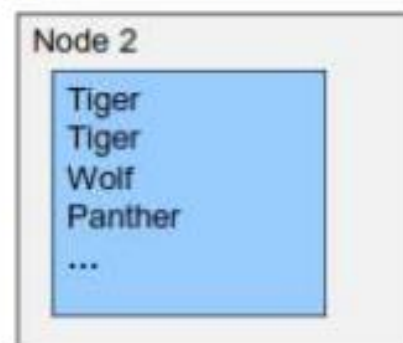 Node 2
Tiger
Tiger
Wolf
Panther
...